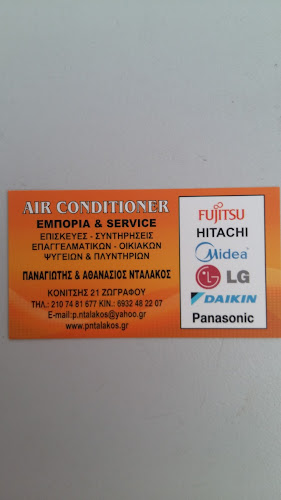 AIR CONDITIONER
ΕΜΠΟΡΙΑ & SERVICE
ΕΠΙΣΚΕΥΕΣ - ΣΥΝΤΗΡΗΣΕΙΣ
ΕΠΑΓΓΕΛΜΑΤΙΚΩΝ - ΟΙΚΙΑΚΩΝ
ΨΥΓΕΙΩΝ & ΠΛΥΝΤΗΡΙΩΝ
ΠΑΝΑΓΙΩΤΗΣ & ΑΘΑΝΑΣΙΟΣ ΝΤΑΛΑΚΟΣ
ΚΟΝΙΤΣΗΣ 21 ΖΩΓΡΑΦΟΥ
ΤΗΛ.: 210 74 81 677 ΚΙΝ.: 6932 48 22 07
E-mail:p.ntalakos@yahoo.gr
www.pntalakos.gr
FUJITSU
HITACHI
Midea
LG
DAIKIN
Panasonic